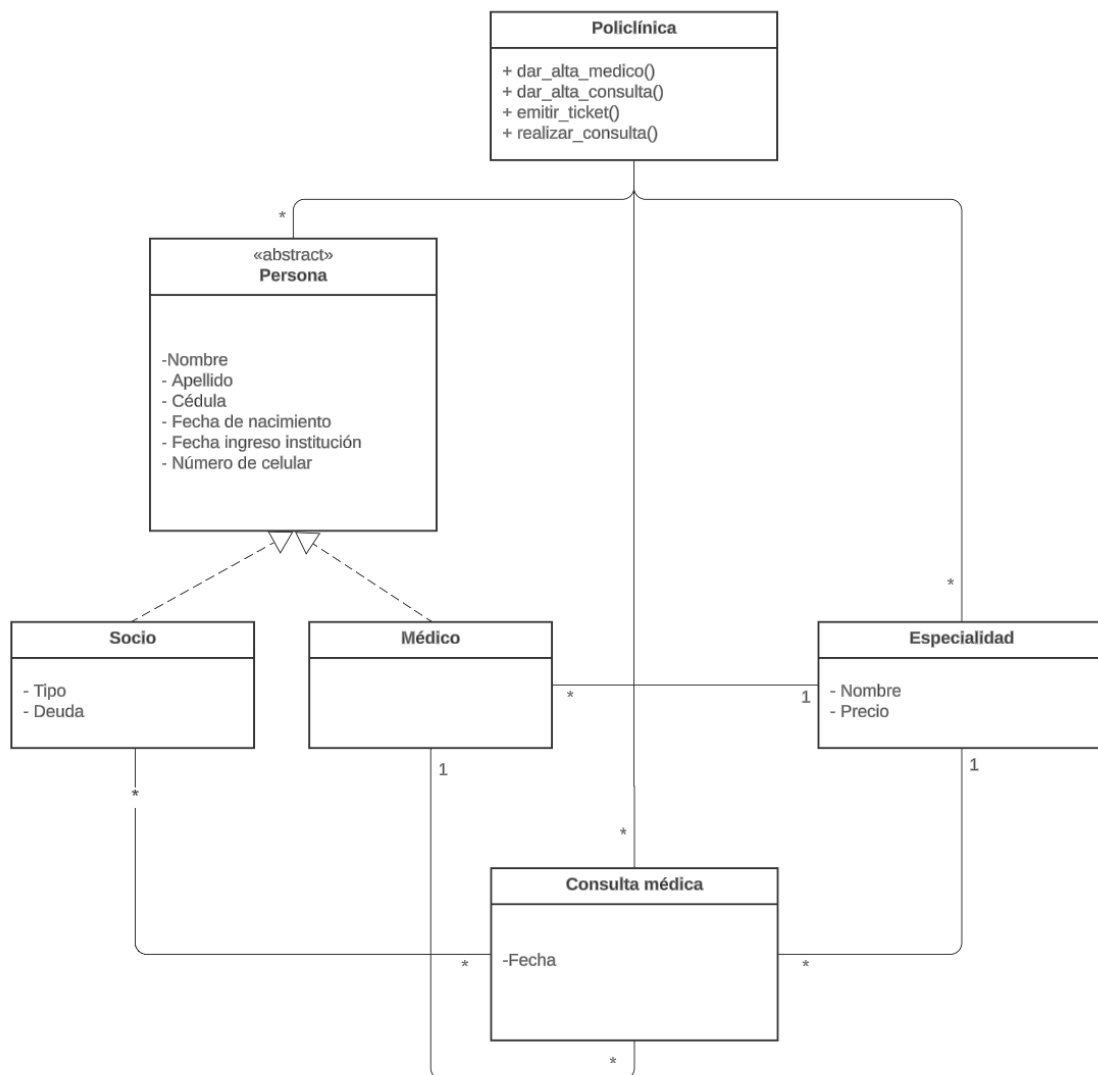 Policlínica
+ dar_alta_medico()
+ dar_alta_consulta()
+ emitir_ticket()
+ realizar_consulta()
*
«abstract»
Persona
-Nombre
- Apellido
- Cédula
- Fecha de nacimiento
- Fecha ingreso institución
- Número de celular
*
Socio
- Tipo
- Deuda
Médico
Especialidad
- Nombre
- Precio
*
1
*
1
1
*
Consulta médica
-Fecha
*
*
*